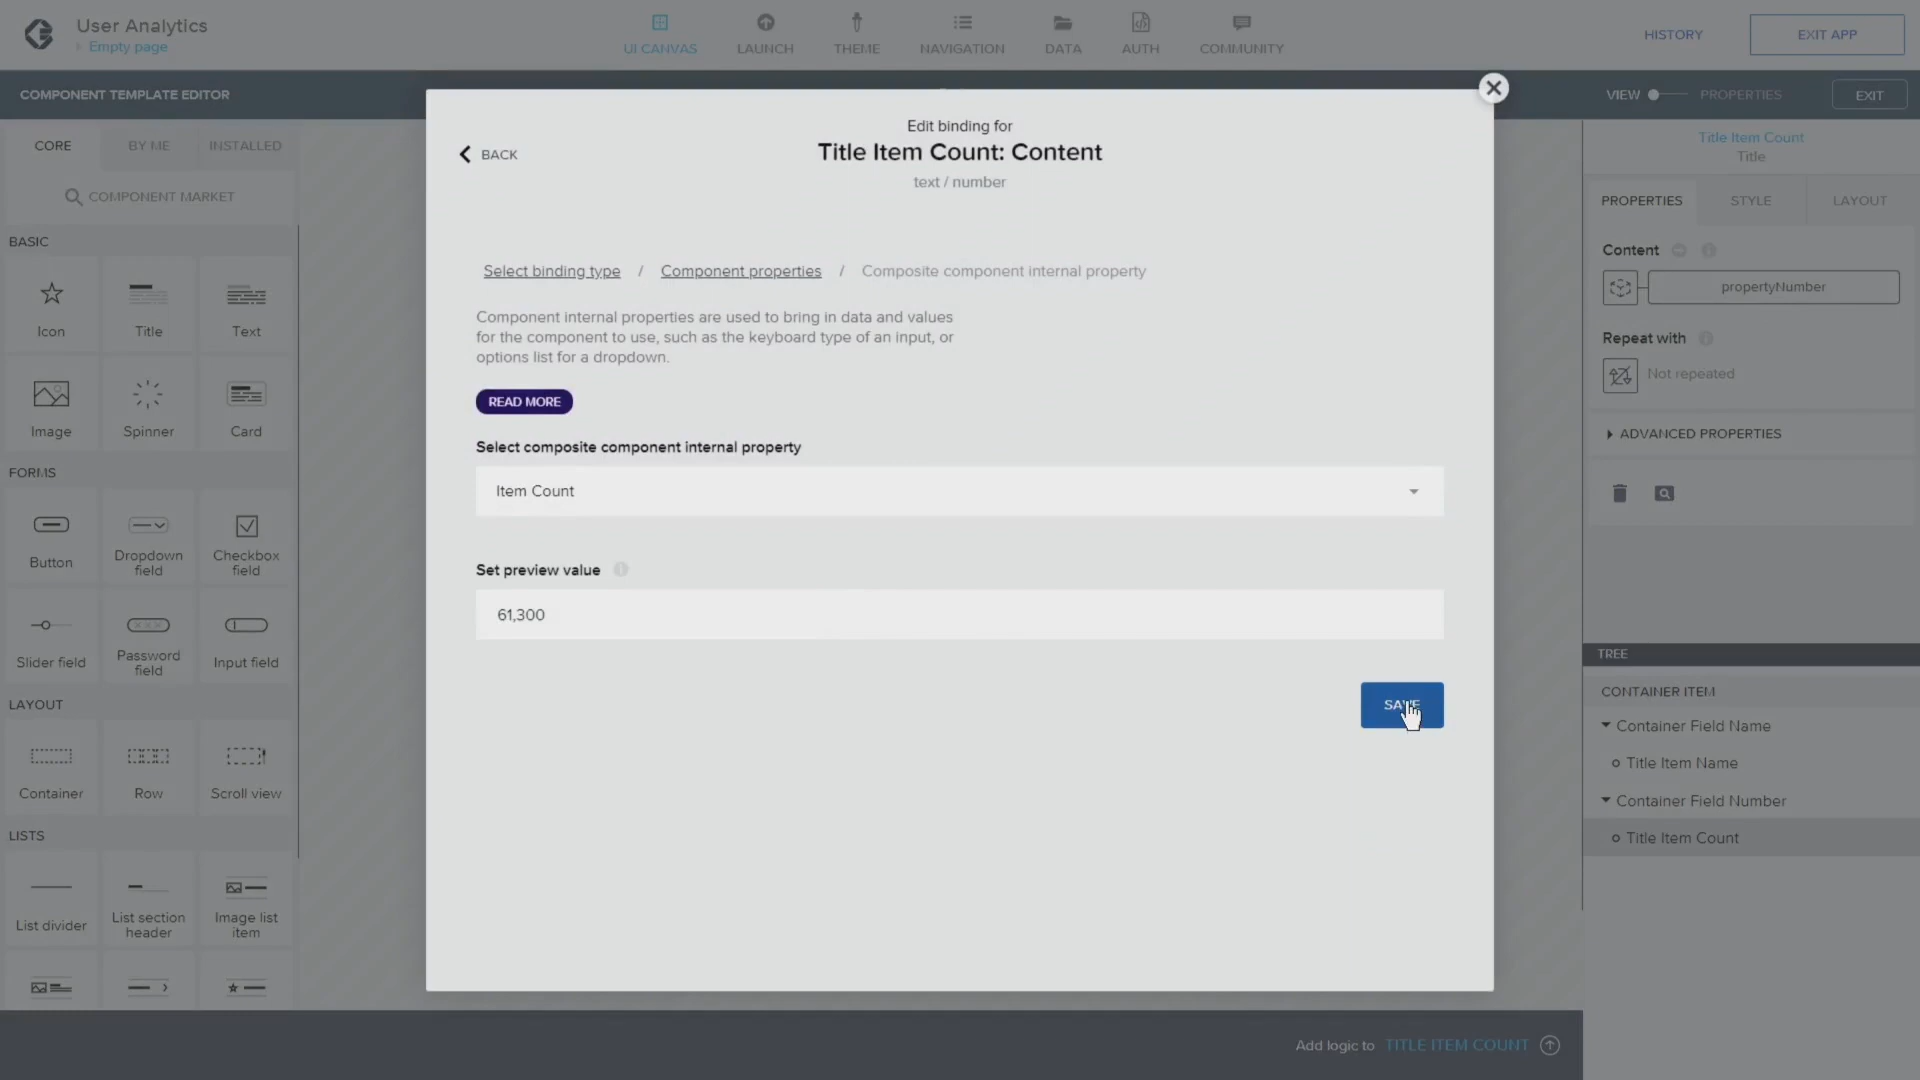 User Analytics
Empty page
UI CANVAS
LAUNCH
THEME
NAVIGATION
DATA
AUTH
COMMUNITY
HISTORY
EXIT APP
COMPONENT TEMPLATE EDITOR
VIEW
PROPERTIES
EXIT
CORE
BY ME
INSTALLED
COMPONENT MARKET
BASIC
Icon
Title
Text
Image
Spinner
Card
FORMS
Button
Dropdown
field
Checkbox
field
Slider field
Password
field
Input field
LAYOUT
Container
Row
Scroll view
LISTS
List divider
List section
header
Image list
item
BACK
Edit binding for
Title Item Count: Content
text / number
Select binding type / Component properties / Composite component internal property
Component internal properties are used to bring in data and values
for the component to use, such as the keyboard type of an input, or
options list for a dropdown.
READ MORE
Select composite component internal property
Item Count
Set preview value
61,300
SAVE
Title Item Count
Title
PROPERTIES
STYLE
LAYOUT
Content
propertyNumber
Repeat with
Not repeated
ADVANCED PROPERTIES
TREE
CONTAINER ITEM
Container Field Name
Title Item Name
Container Field Number
Title Item Count
Add logic to TITLE ITEM COUNT